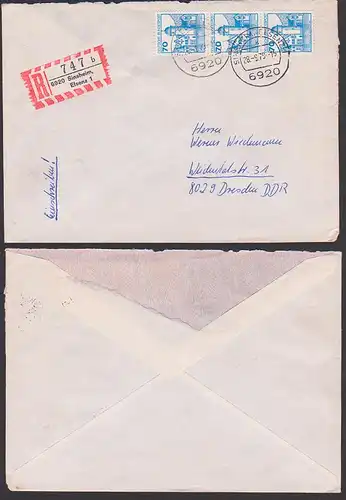 70 70 70
R 747 b
6920 Sinsheim,
Elsenz 1
6920
6920
Einschreiben!
Herrn
Werner Wiedemann
8029 Dresden DDR